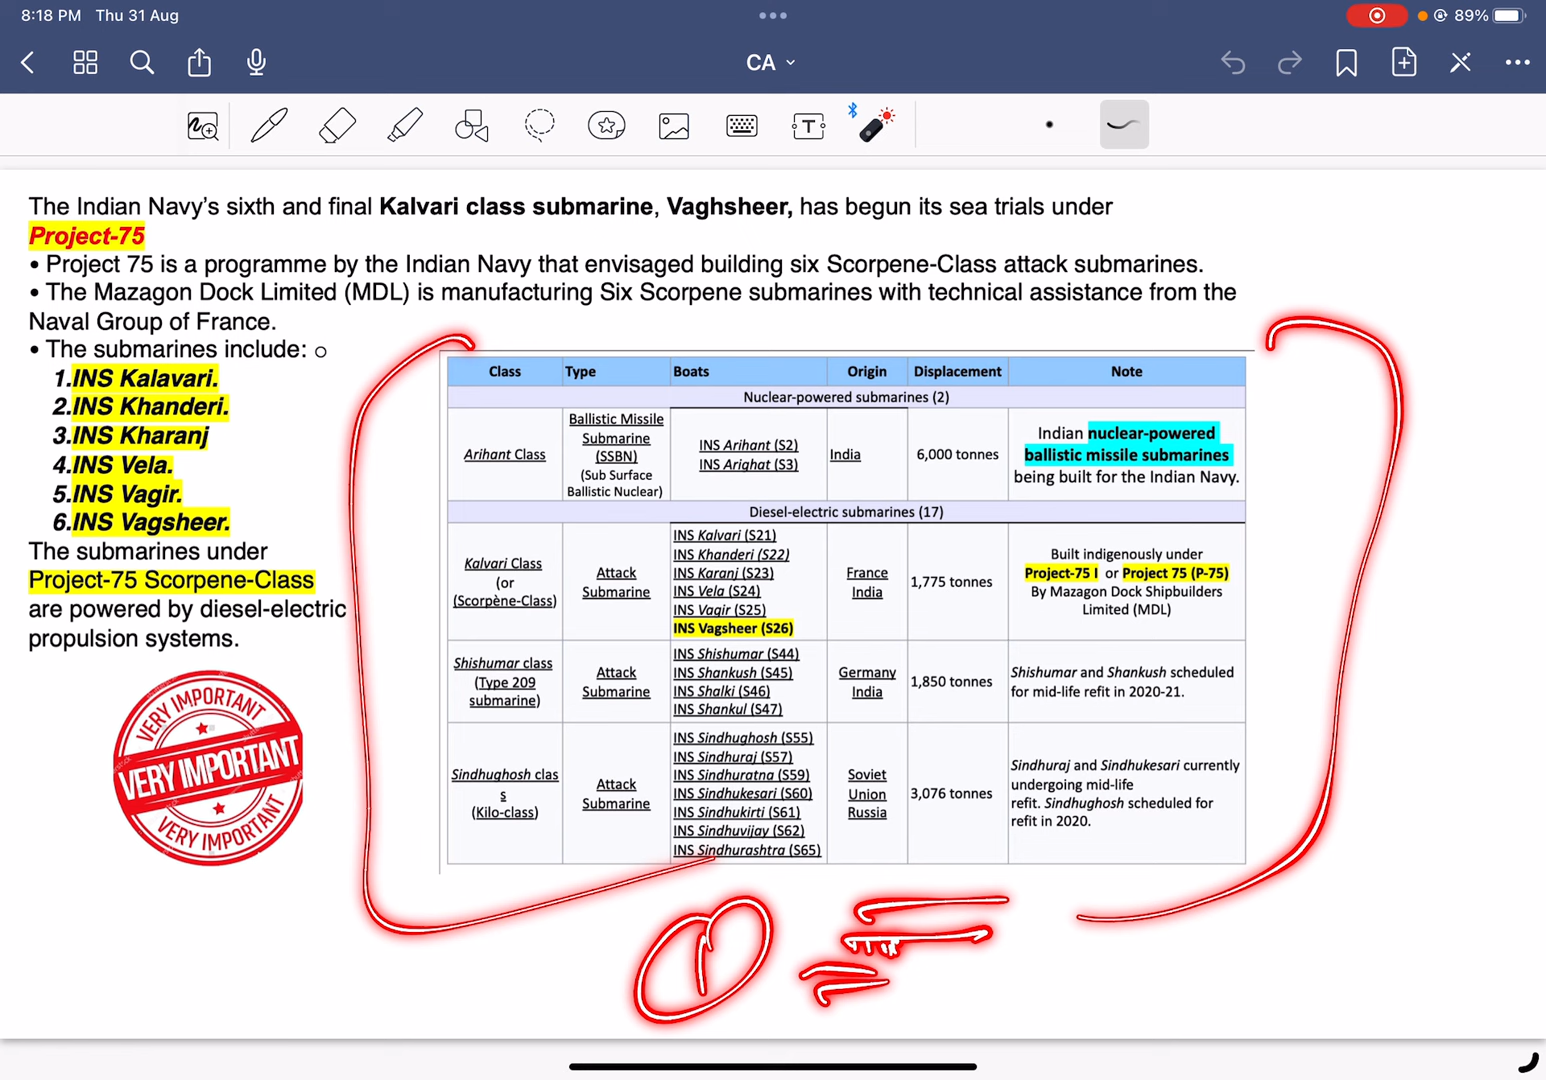 8:18 PM Thu 31 Aug
89%
CA
T
The Indian Navy’s sixth and final Kalvari class submarine, Vaghsheer, has begun its sea trials under
Project-75
• Project 75 is a programme by the Indian Navy that envisaged building six Scorpene-Class attack submarines.
• The Mazagon Dock Limited (MDL) is manufacturing Six Scorpene submarines with technical assistance from the
Naval Group of France.
• The submarines include: o
1.INS Kalavari.
2.INS Khanderi.
3.INS Kharanj
4.INS Vela.
5.INS Vagir.
6.INS Vagsheer.
The submarines under
Project-75 Scorpene-Class
are powered by diesel-electric
propulsion systems.
VERY IMPORTANT
VERY IMPORTANT
VERY IMPORTANT
Class Type Boats Origin Displacement Note
Nuclear-powered submarines (2)
Arihant Class
Ballistic Missile
Submarine
(SSBN)
(Sub Surface
Ballistic Nuclear)
INS Arihant (S2)
INS Arighat (S3)
India
6,000 tonnes
Indian nuclear-powered
ballistic missile submarines
being built for the Indian Navy.
Diesel-electric submarines (17)
Kalvari Class
(or
(Scorpène-Class)
Attack
Submarine
INS Kalvari (S21)
INS Khanderi (S22)
INS Karanj (S23)
INS Vela (S24)
INS Vagir (S25)
INS Vagsheer (S26)
France
India
1,775 tonnes
Built indigenously under
Project-75 I or Project 75 (P-75)
By Mazagon Dock Shipbuilders
Limited (MDL)
Shishumar class
(Type 209
submarine)
Attack
Submarine
INS Shishumar (S44)
INS Shankush (S45)
INS Shalki (S46)
INS Shankul (S47)
Germany
India
1,850 tonnes
Shishumar and Shankush scheduled
for mid-life refit in 2020-21.
Sindhughosh clas
s
(Kilo-class)
Attack
Submarine
INS Sindhughosh (S55)
INS Sindhuraj (S57)
INS Sindhuratna (S59)
INS Sindhukesari (S60)
INS Sindhukirti (S61)
INS Sindhuvijay (S62)
INS Sindhurashtra (S65)
Soviet
Union
Russia
3,076 tonnes
Sindhuraj and Sindhukesari currently
undergoing mid-life
refit. Sindhughosh scheduled for
refit in 2020.